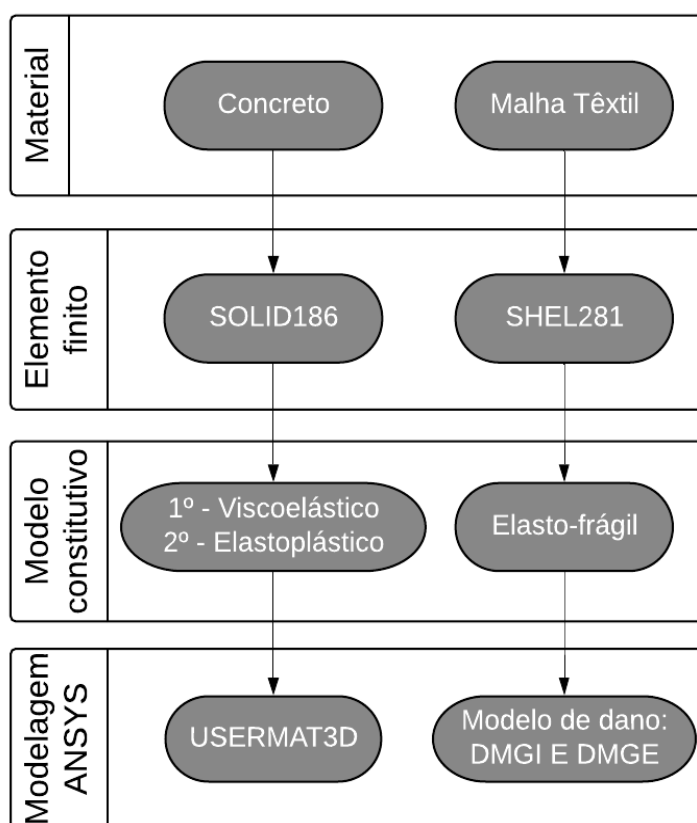 Material
Concreto
Malha Têxtil
Elemento
finito
SOLID186
SHEL281
Modelo
constitutivo
1º - Viscoelástico
2º - Elastoplástico
Elasto-frágil
Modelagem
ANSYS
USERMAT3D
Modelo de dano:
DMGI E DMGE